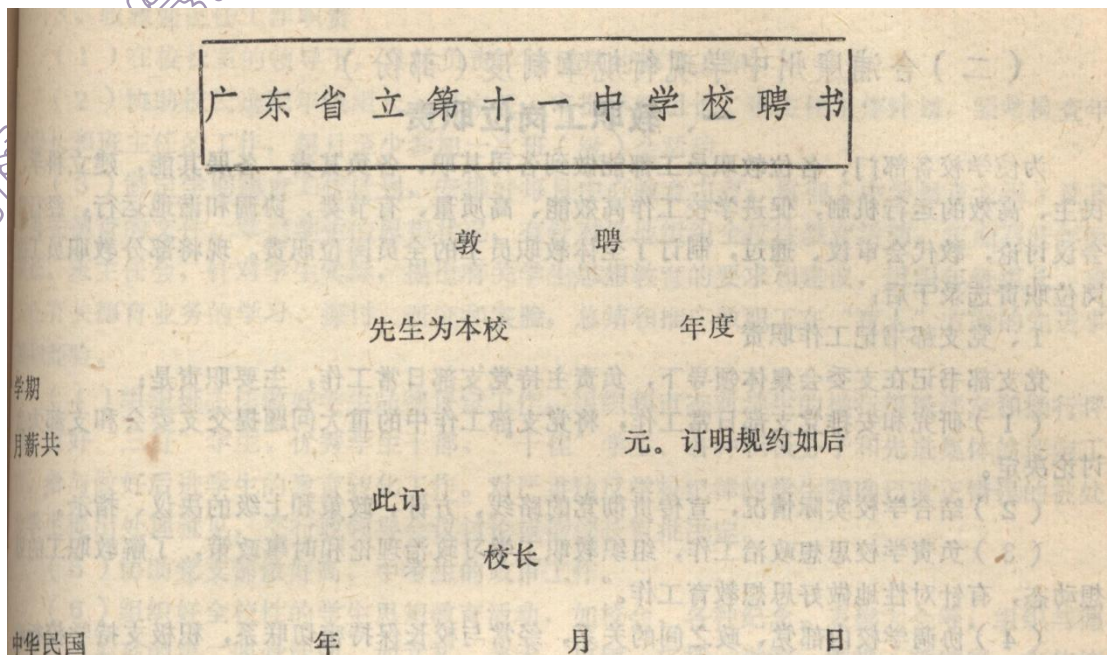 广东省立第十一中学校聘书
敦 聘
先生为本校 年度
学期
月薪共 元。订明规约如后
此订
校长
中华民国 年 月 日